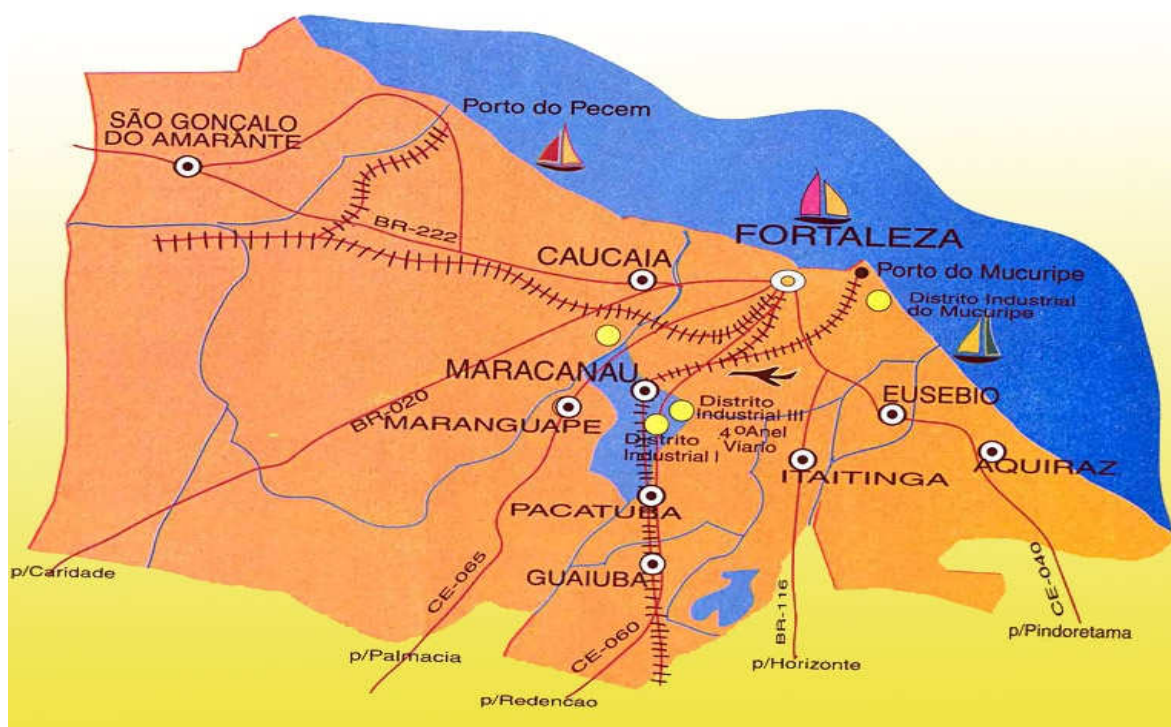 Porto do Pecem
SÃO GONÇALO
DO AMARANTE
BR-222
FORTALEZA
CAUCAIA
Porto do Mucuripe
Distrito Industrial
do Mucuripe
MARACANAU
BR-020
MARANGUAPE
EUSEBIO
Distrito
Industrial III
4ºAnel
Viario
Distrito
Industrial I
ITAITINGA
AQUIRAZ
PACATUBA
p/Caridade
CE-065
GUAIUBA
BR-116
CE-040
p/Pindoretama
CE-060
p/Palmacia
p/Horizonte
p/Redencao